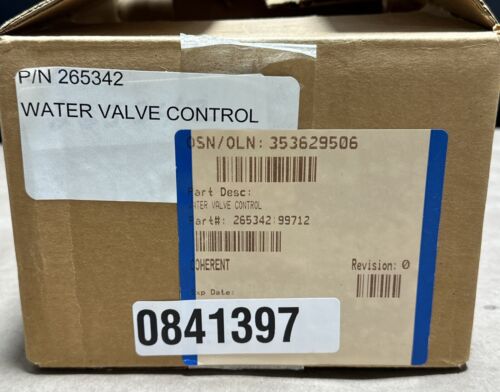 P/N 265342
WATER VALVE CONTROL
OSN/OLN: 353629506
Part Desc:
WATER VALVE CONTROL
Part#: 265342 99712
COHERENT
Revision: 0
Exp Date:
0841397